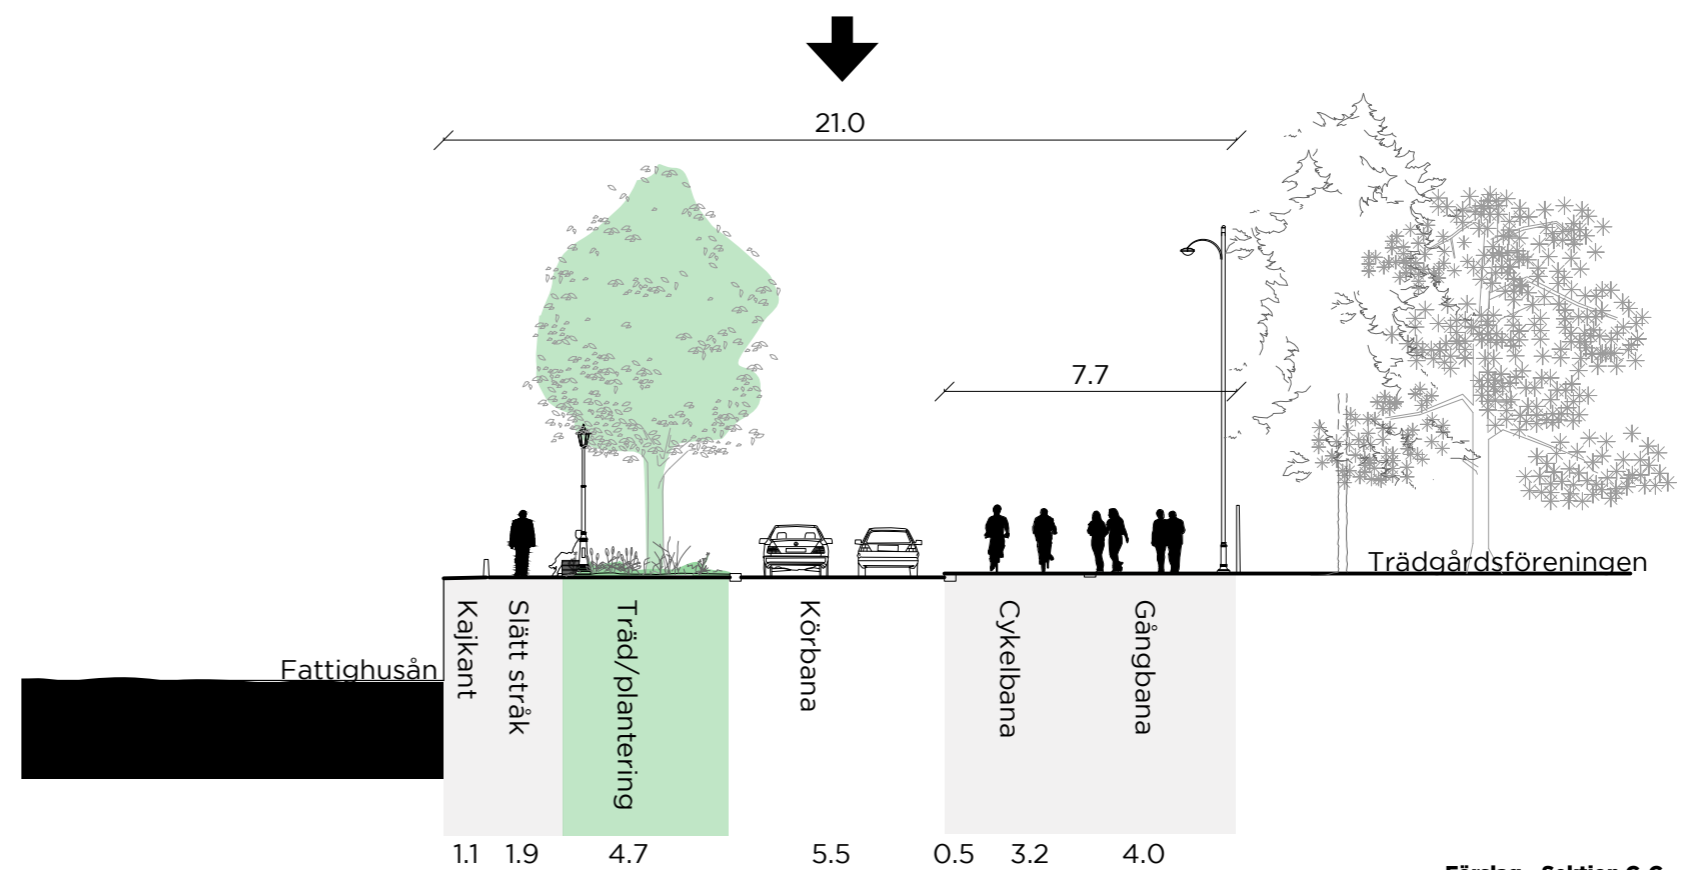 21.0
7.7
Trädgårdsföreningen
Fattighusån
Kajkant
Slätt stråk
Träd/plantering
Körbana
Cykelbana
Gångbana
1.1 1.9 4.7 5.5 0.5 3.2 4.0